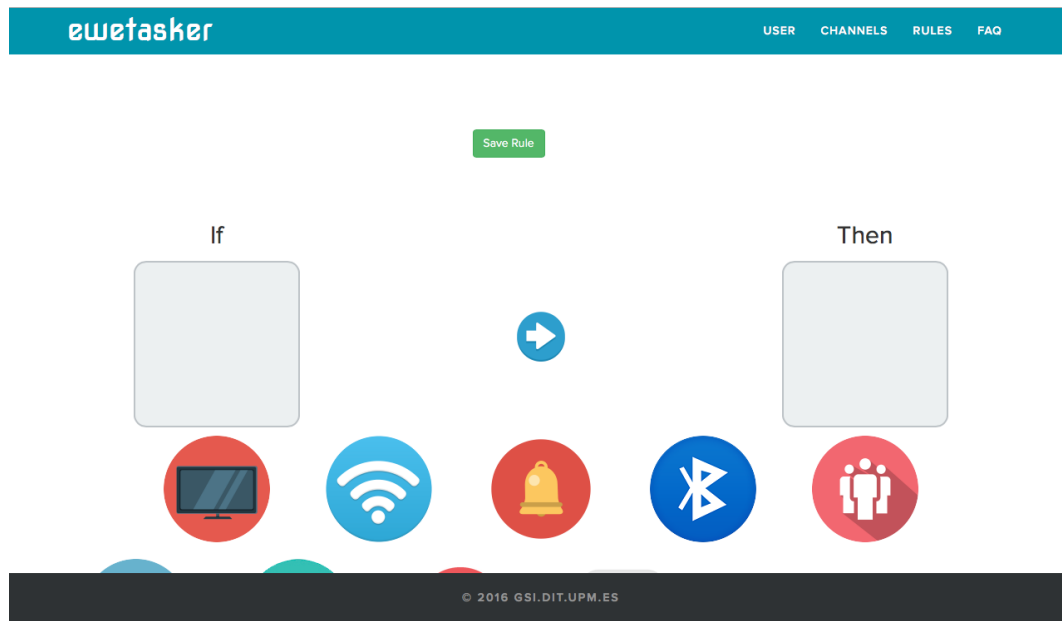 ewetasker USER CHANNELS RULES FAQ
Save Rule
If Then
© 2016 GSI.DIT.UPM.ES